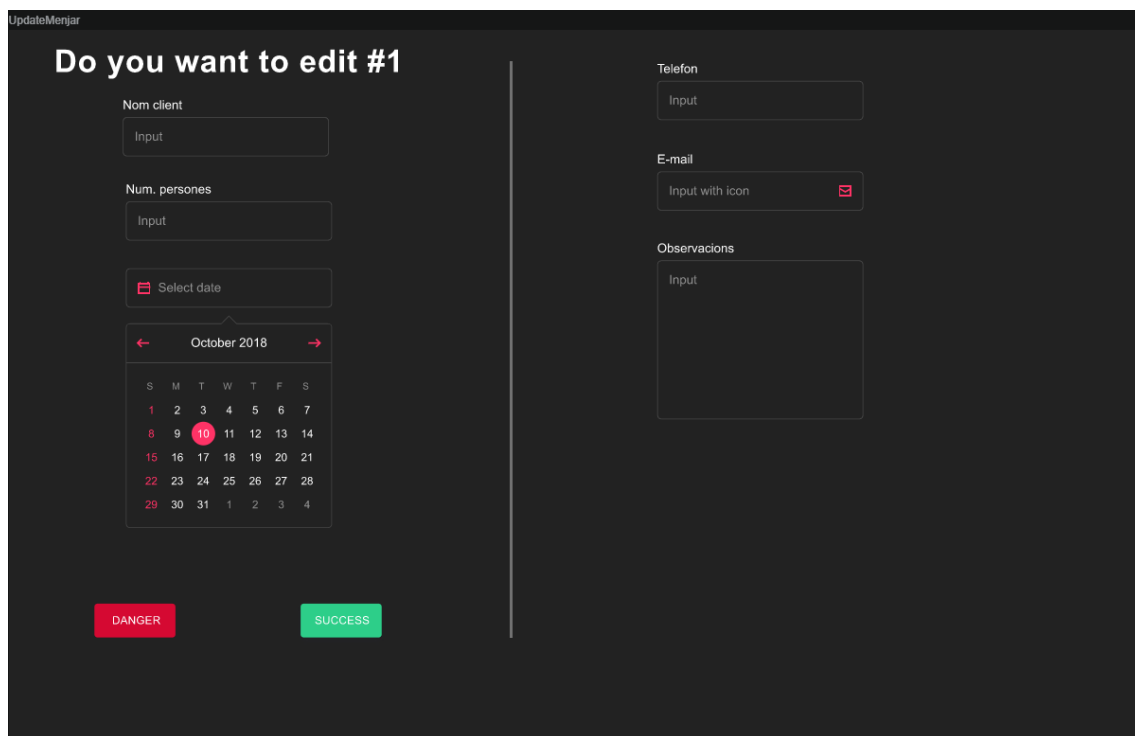 UpdateMenjar
Do you want to edit #1
Nom client
Input
Num. persones
Input
Select date
October 2018
S M T W T F S
1 2 3 4 5 6 7
8 9 10 11 12 13 14
15 16 17 18 19 20 21
22 23 24 25 26 27 28
29 30 31 1 2 3 4
DANGER SUCCESS
Telefon
Input
E-mail
Input with icon
Observacions
Input